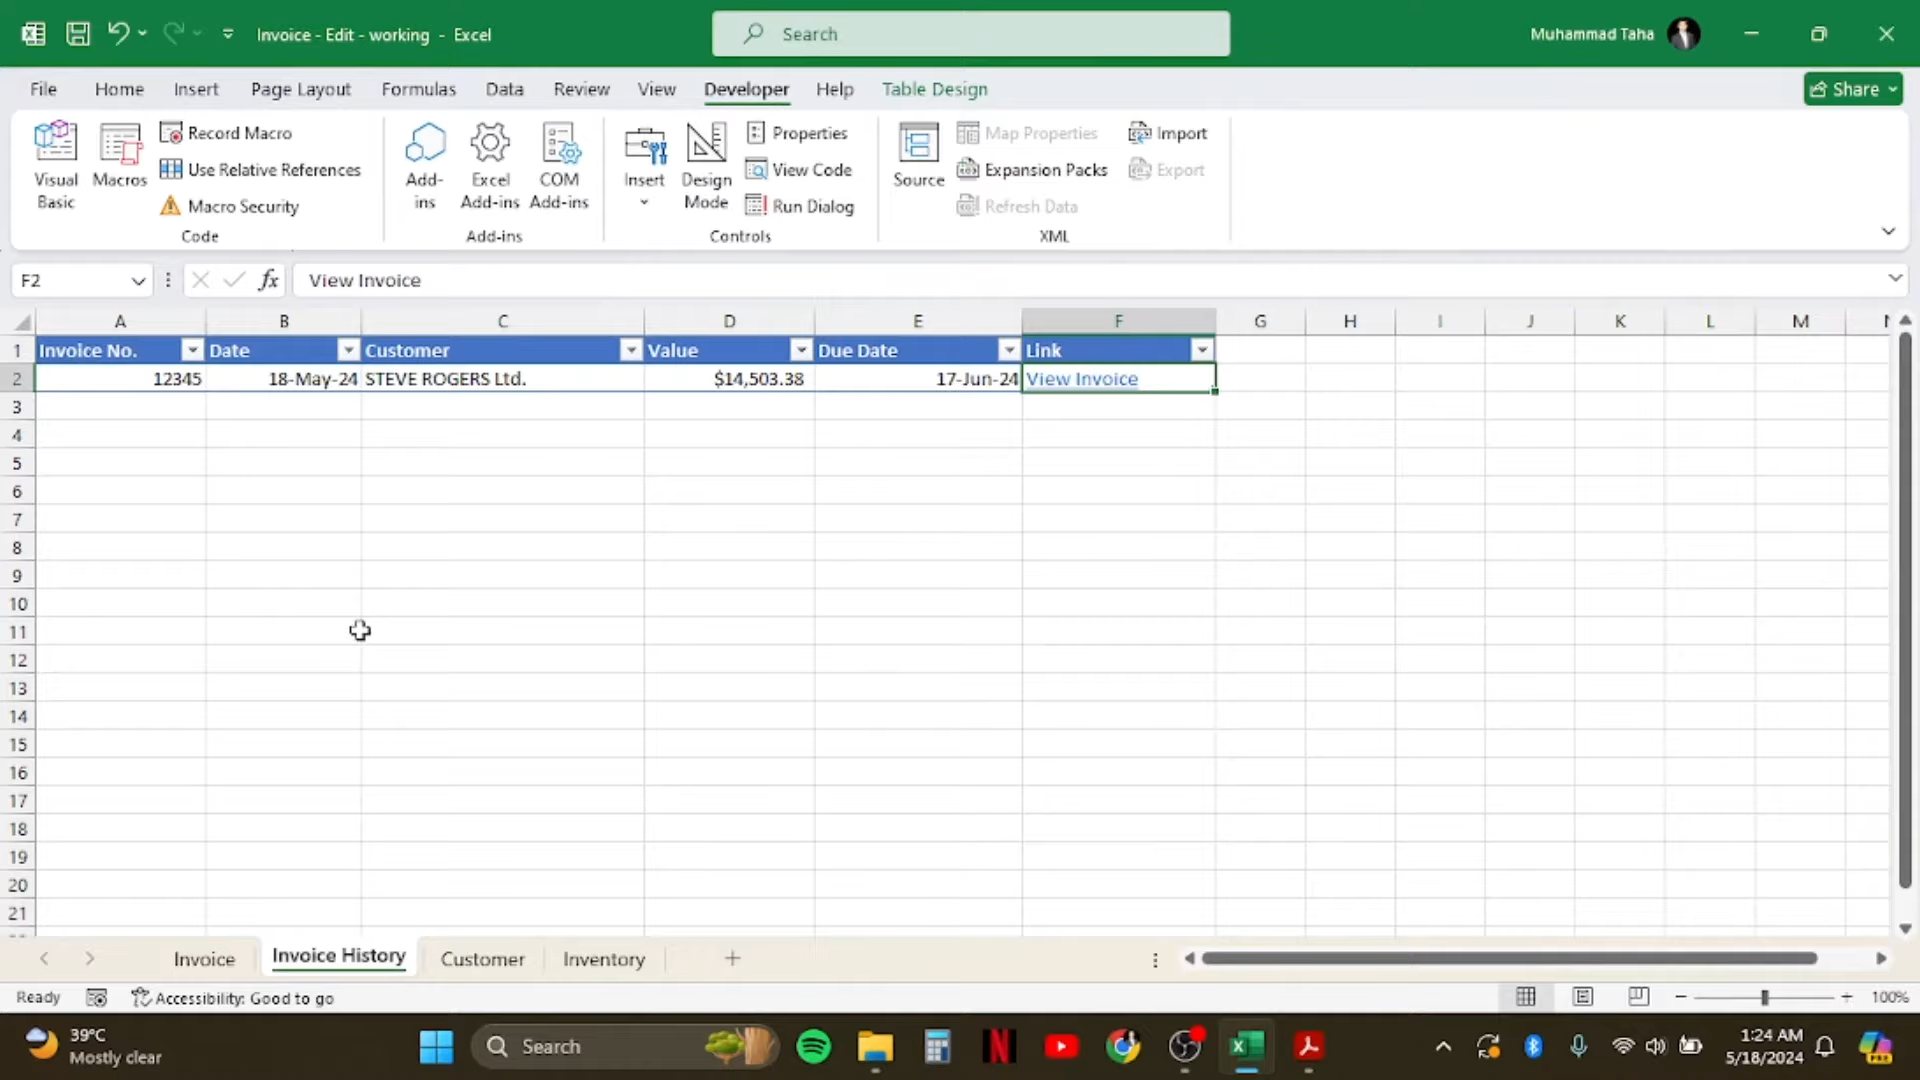 Invoice - Edit - working - Excel
Search
Muhammad Taha
File Home Insert Page Layout Formulas Data Review View Developer Help Table Design
Share
Visual Basic
Macros
Record Macro
Use Relative References
Macro Security
Code
Add-ins
Excel Add-ins
COM Add-ins
Add-ins
Insert
Design Mode
Properties
View Code
Run Dialog
Controls
Source
Map Properties
Expansion Packs
Refresh Data
Import
Export
XML
F2
fx
View Invoice
A B C D E F G H I J K L M
1 Invoice No. Date Customer Value Due Date Link
2 12345 18-May-24 STEVE ROGERS Ltd. $14,503.38 17-Jun-24 View Invoice
3
4
5
6
7
8
9
10
11
12
13
14
15
16
17
18
19
20
21
Invoice Invoice History Customer Inventory
Ready
Accessibility: Good to go
100%
39°C
Mostly clear
Search
1:24 AM
5/18/2024